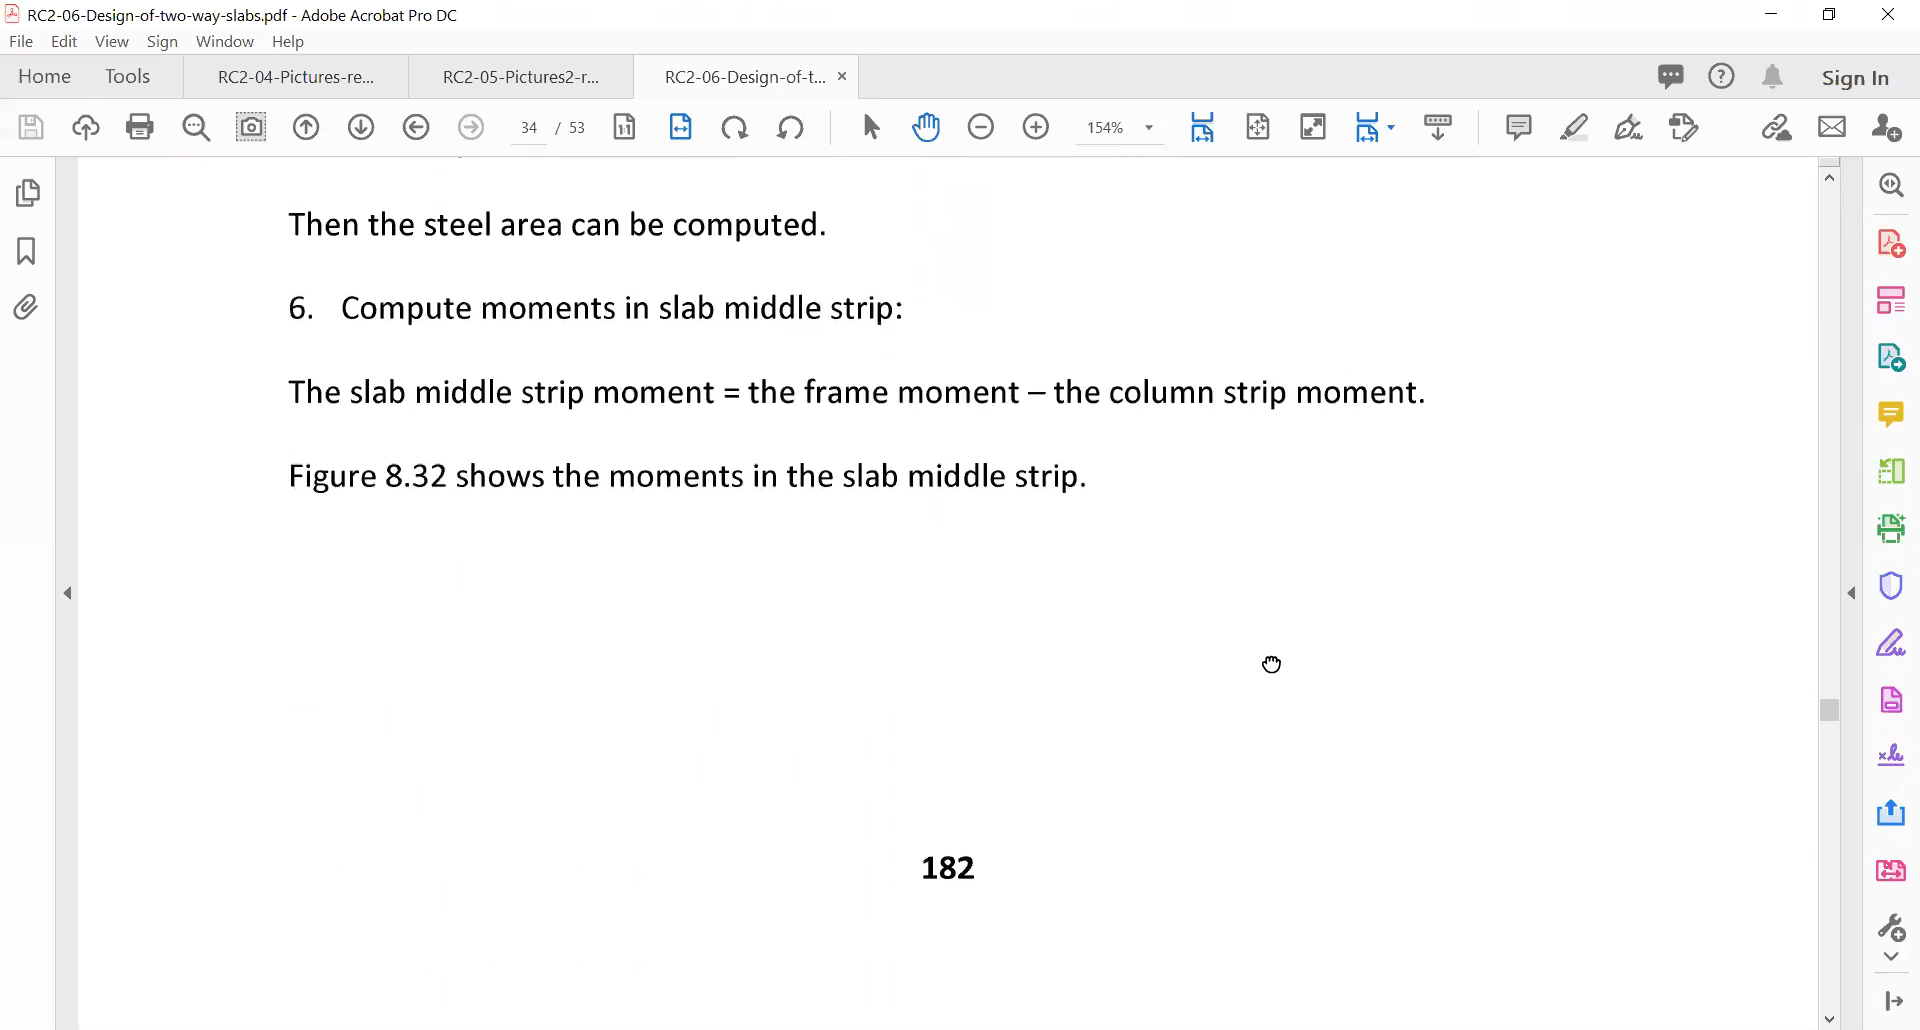 RC2-06-Design-of-two-way-slabs.pdf - Adobe Acrobat Pro DC
File Edit View Sign Window Help
Home Tools RC2-04-Pictures-re... RC2-05-Pictures2-r... RC2-06-Design-of-t... Sign In
34 / 53 154%
Then the steel area can be computed.
6. Compute moments in slab middle strip:
The slab middle strip moment = the frame moment – the column strip moment.
Figure 8.32 shows the moments in the slab middle strip.
182